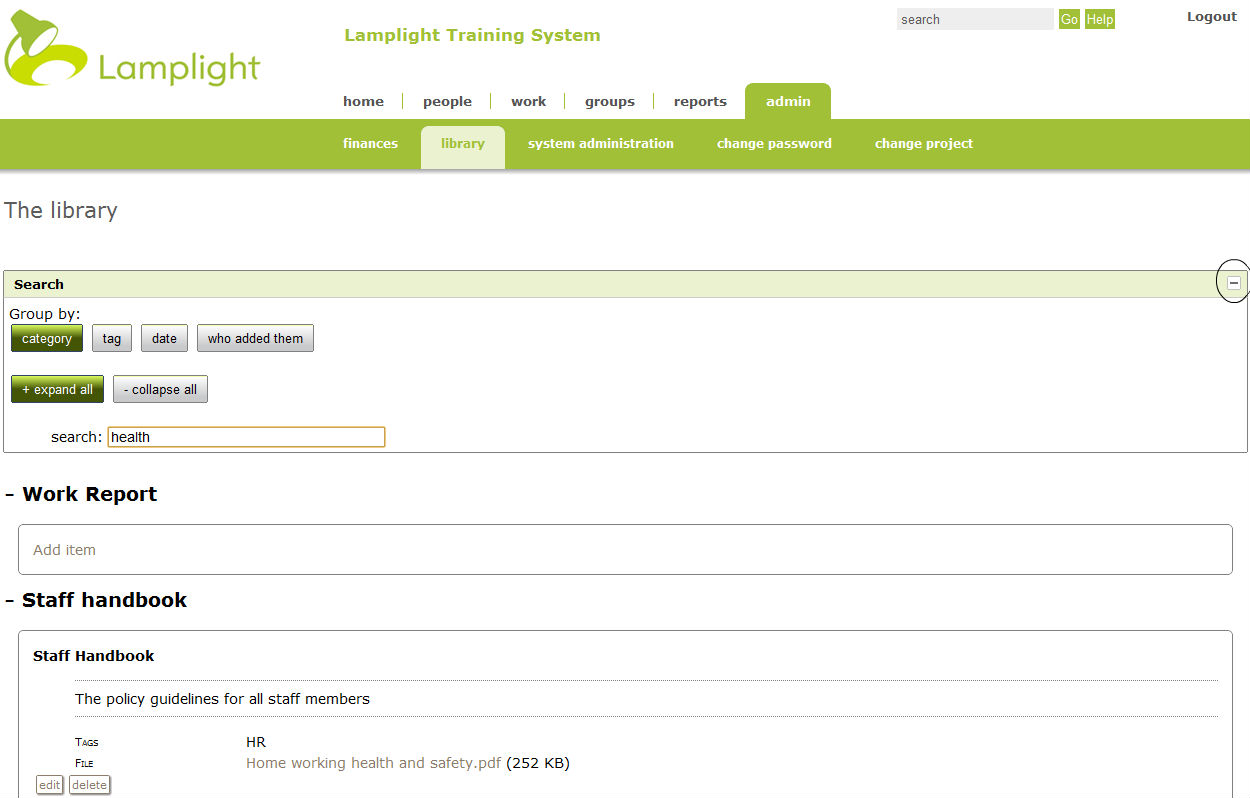 search Go Help Logout
Lamplight Training System
Lamplight
home people work groups reports admin
finances library system administration change password change project
The library
Search
Group by:
category tag date who added them
+ expand all - collapse all
search: health
– Work Report
Add item
– Staff handbook
Staff Handbook
The policy guidelines for all staff members
Tags HR
File Home working health and safety.pdf (252 KB)
edit delete